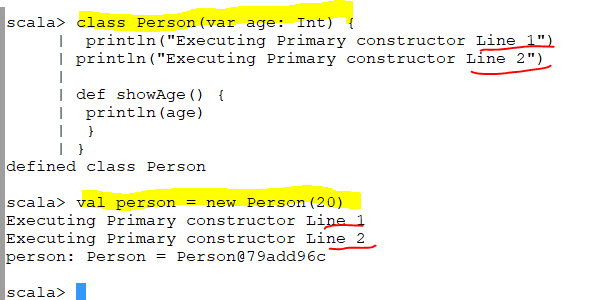 scala> class Person(var age: Int) {
     |  println("Executing Primary constructor Line 1")
     | println("Executing Primary constructor Line 2")
     |
     | def showAge() {
     |  println(age)
     |  }
     | }
defined class Person

scala> val person = new Person(20)
Executing Primary constructor Line 1
Executing Primary constructor Line 2
person: Person = Person@79add96c

scala>